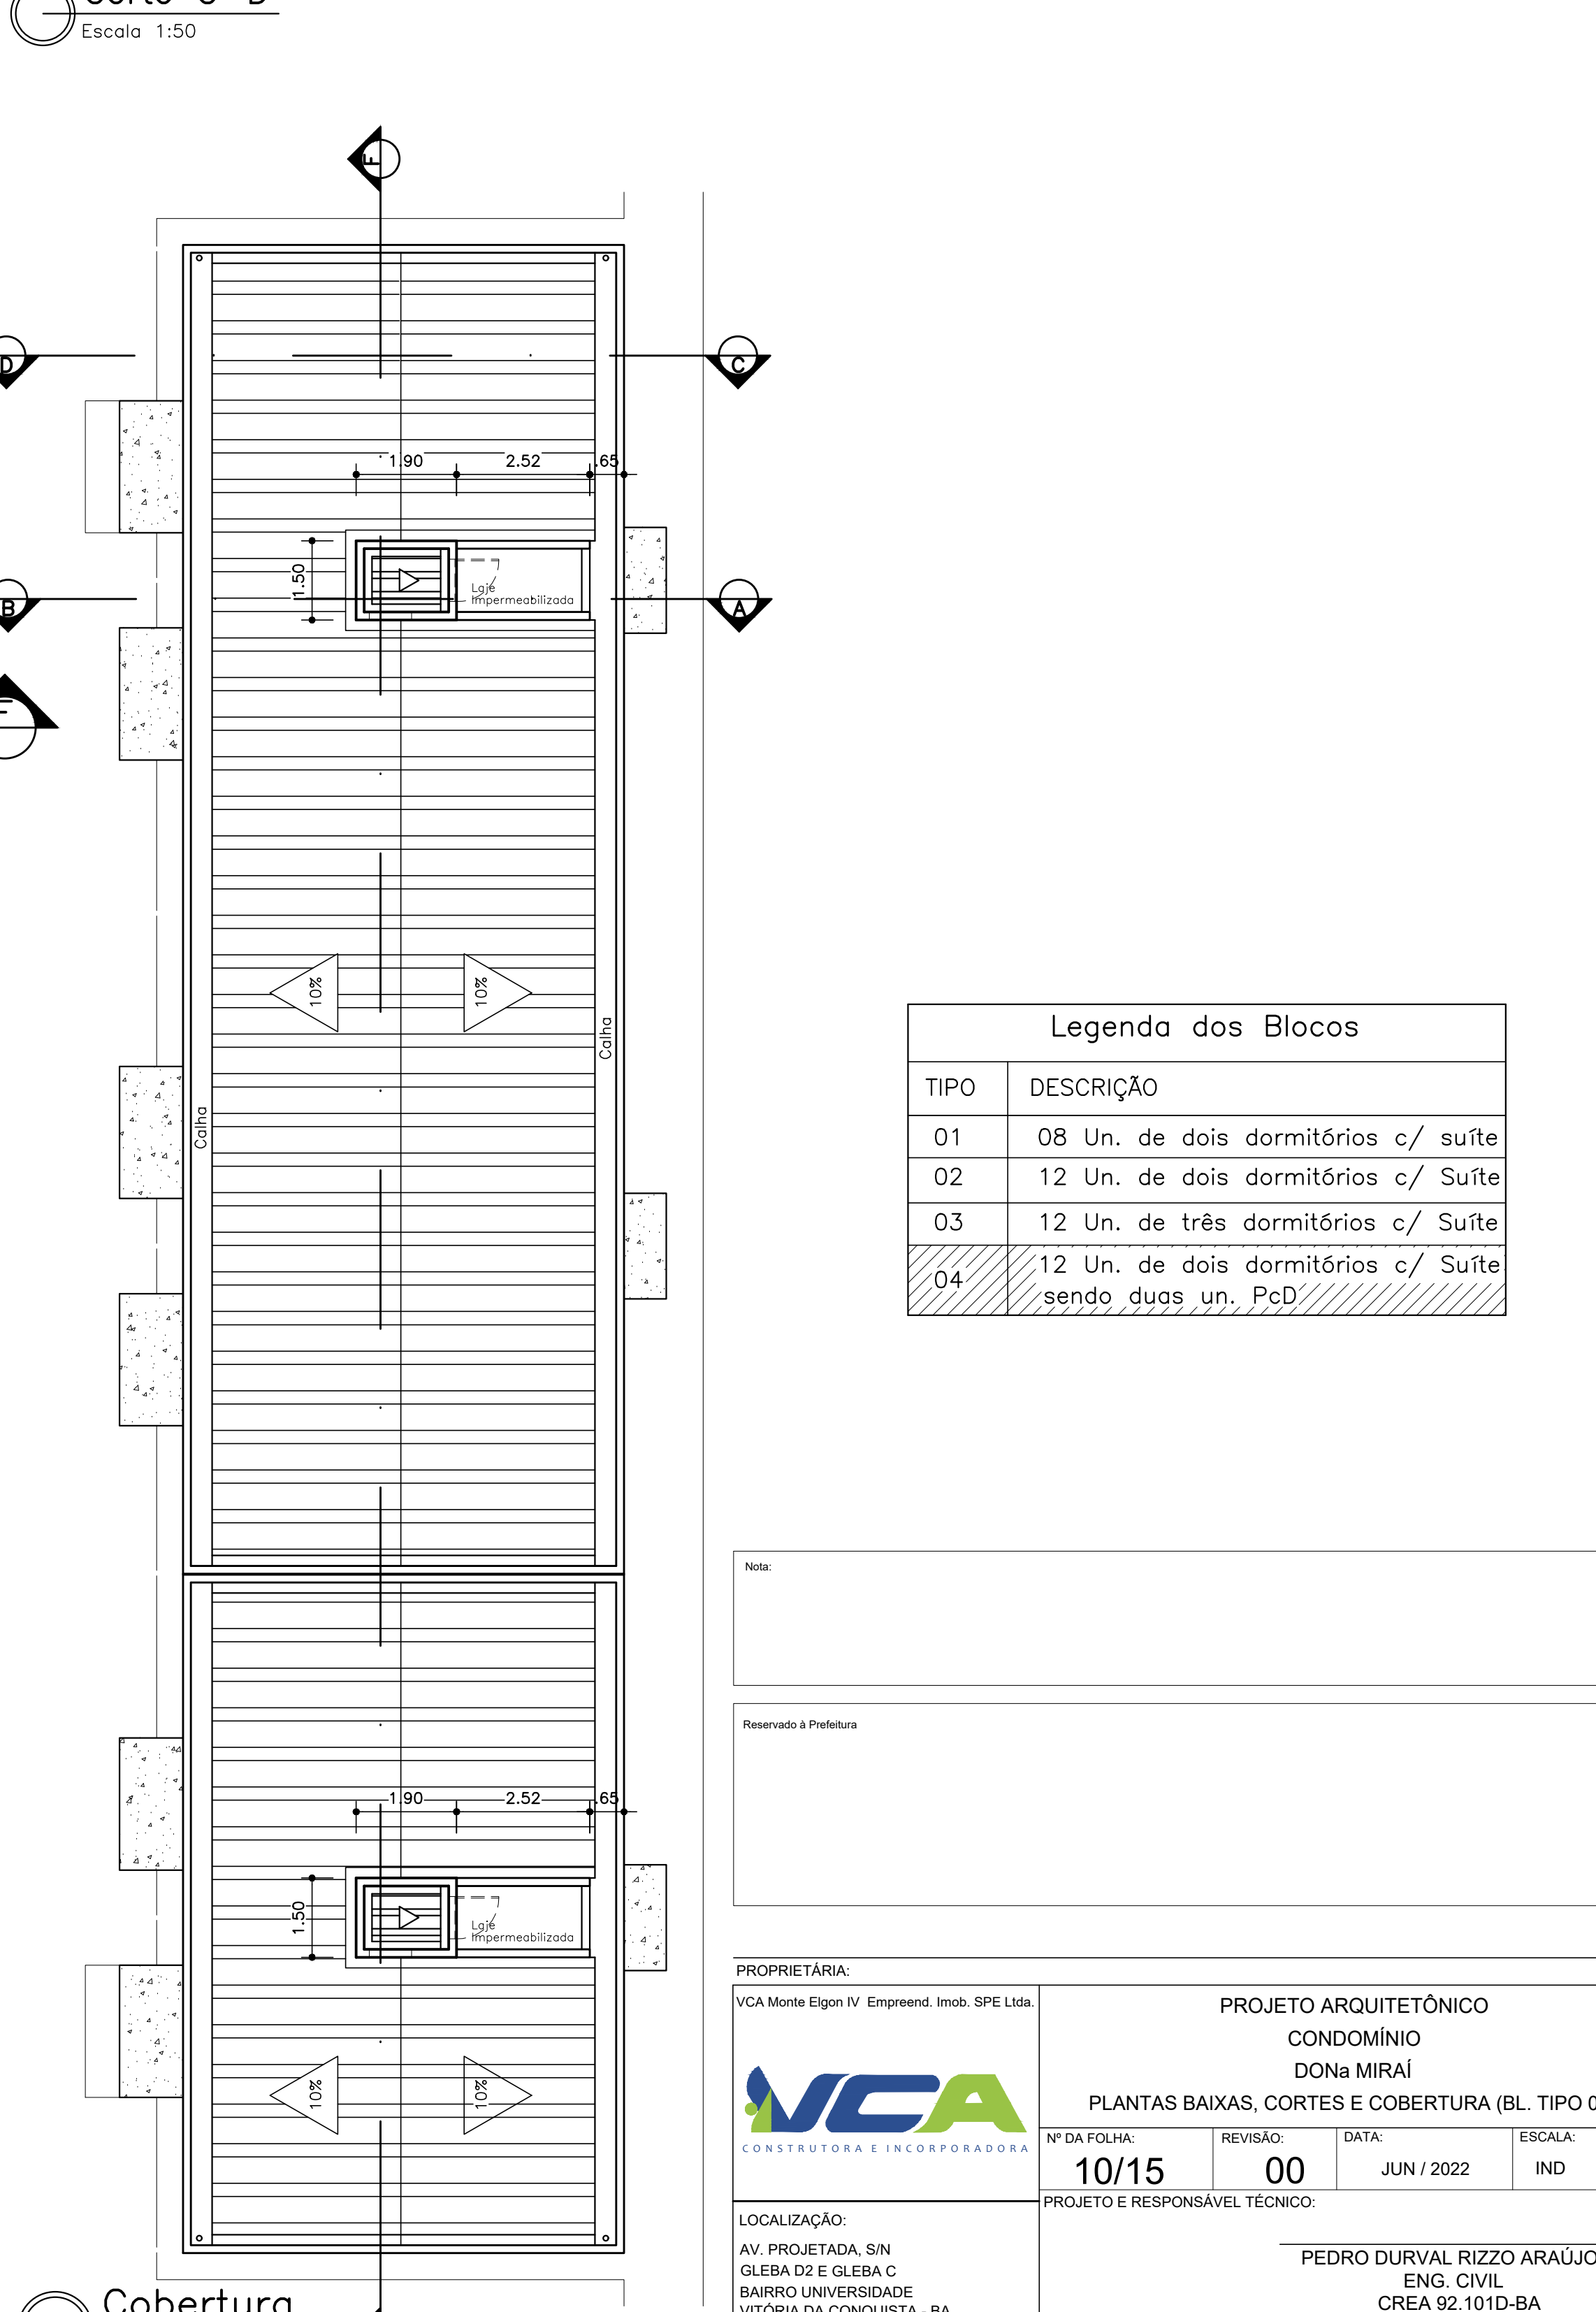 Escala 1:50
F
D
C
1.90
2.52
.65
1.50
Laje
Impermeabilizada
B
A
10%
10%
Calha
Calha
Legenda dos Blocos
TIPO
DESCRIÇÃO
01
08 Un. de dois dormitórios c/ suíte
02
12 Un. de dois dormitórios c/ Suíte
03
12 Un. de três dormitórios c/ Suíte
04
12 Un. de dois dormitórios c/ Suíte
sendo duas un. PcD
Nota:
Reservado à Prefeitura
1.90
2.52
.65
1.50
Laje
Impermeabilizada
10%
10%
Cobertura
PROPRIETÁRIA:
VCA Monte Elgon IV Empreend. Imob. SPE Ltda.
VCA
CONSTRUTORA E INCORPORADORA
PROJETO ARQUITETÔNICO
CONDOMÍNIO
DONa MIRAÍ
PLANTAS BAIXAS, CORTES E COBERTURA (BL. TIPO 0
Nº DA FOLHA:
10/15
REVISÃO:
00
DATA:
JUN / 2022
ESCALA:
IND
PROJETO E RESPONSÁVEL TÉCNICO:
LOCALIZAÇÃO:
AV. PROJETADA, S/N
GLEBA D2 E GLEBA C
BAIRRO UNIVERSIDADE
VITÓRIA DA CONQUISTA - BA
PEDRO DURVAL RIZZO ARAÚJO
ENG. CIVIL
CREA 92.101D-BA